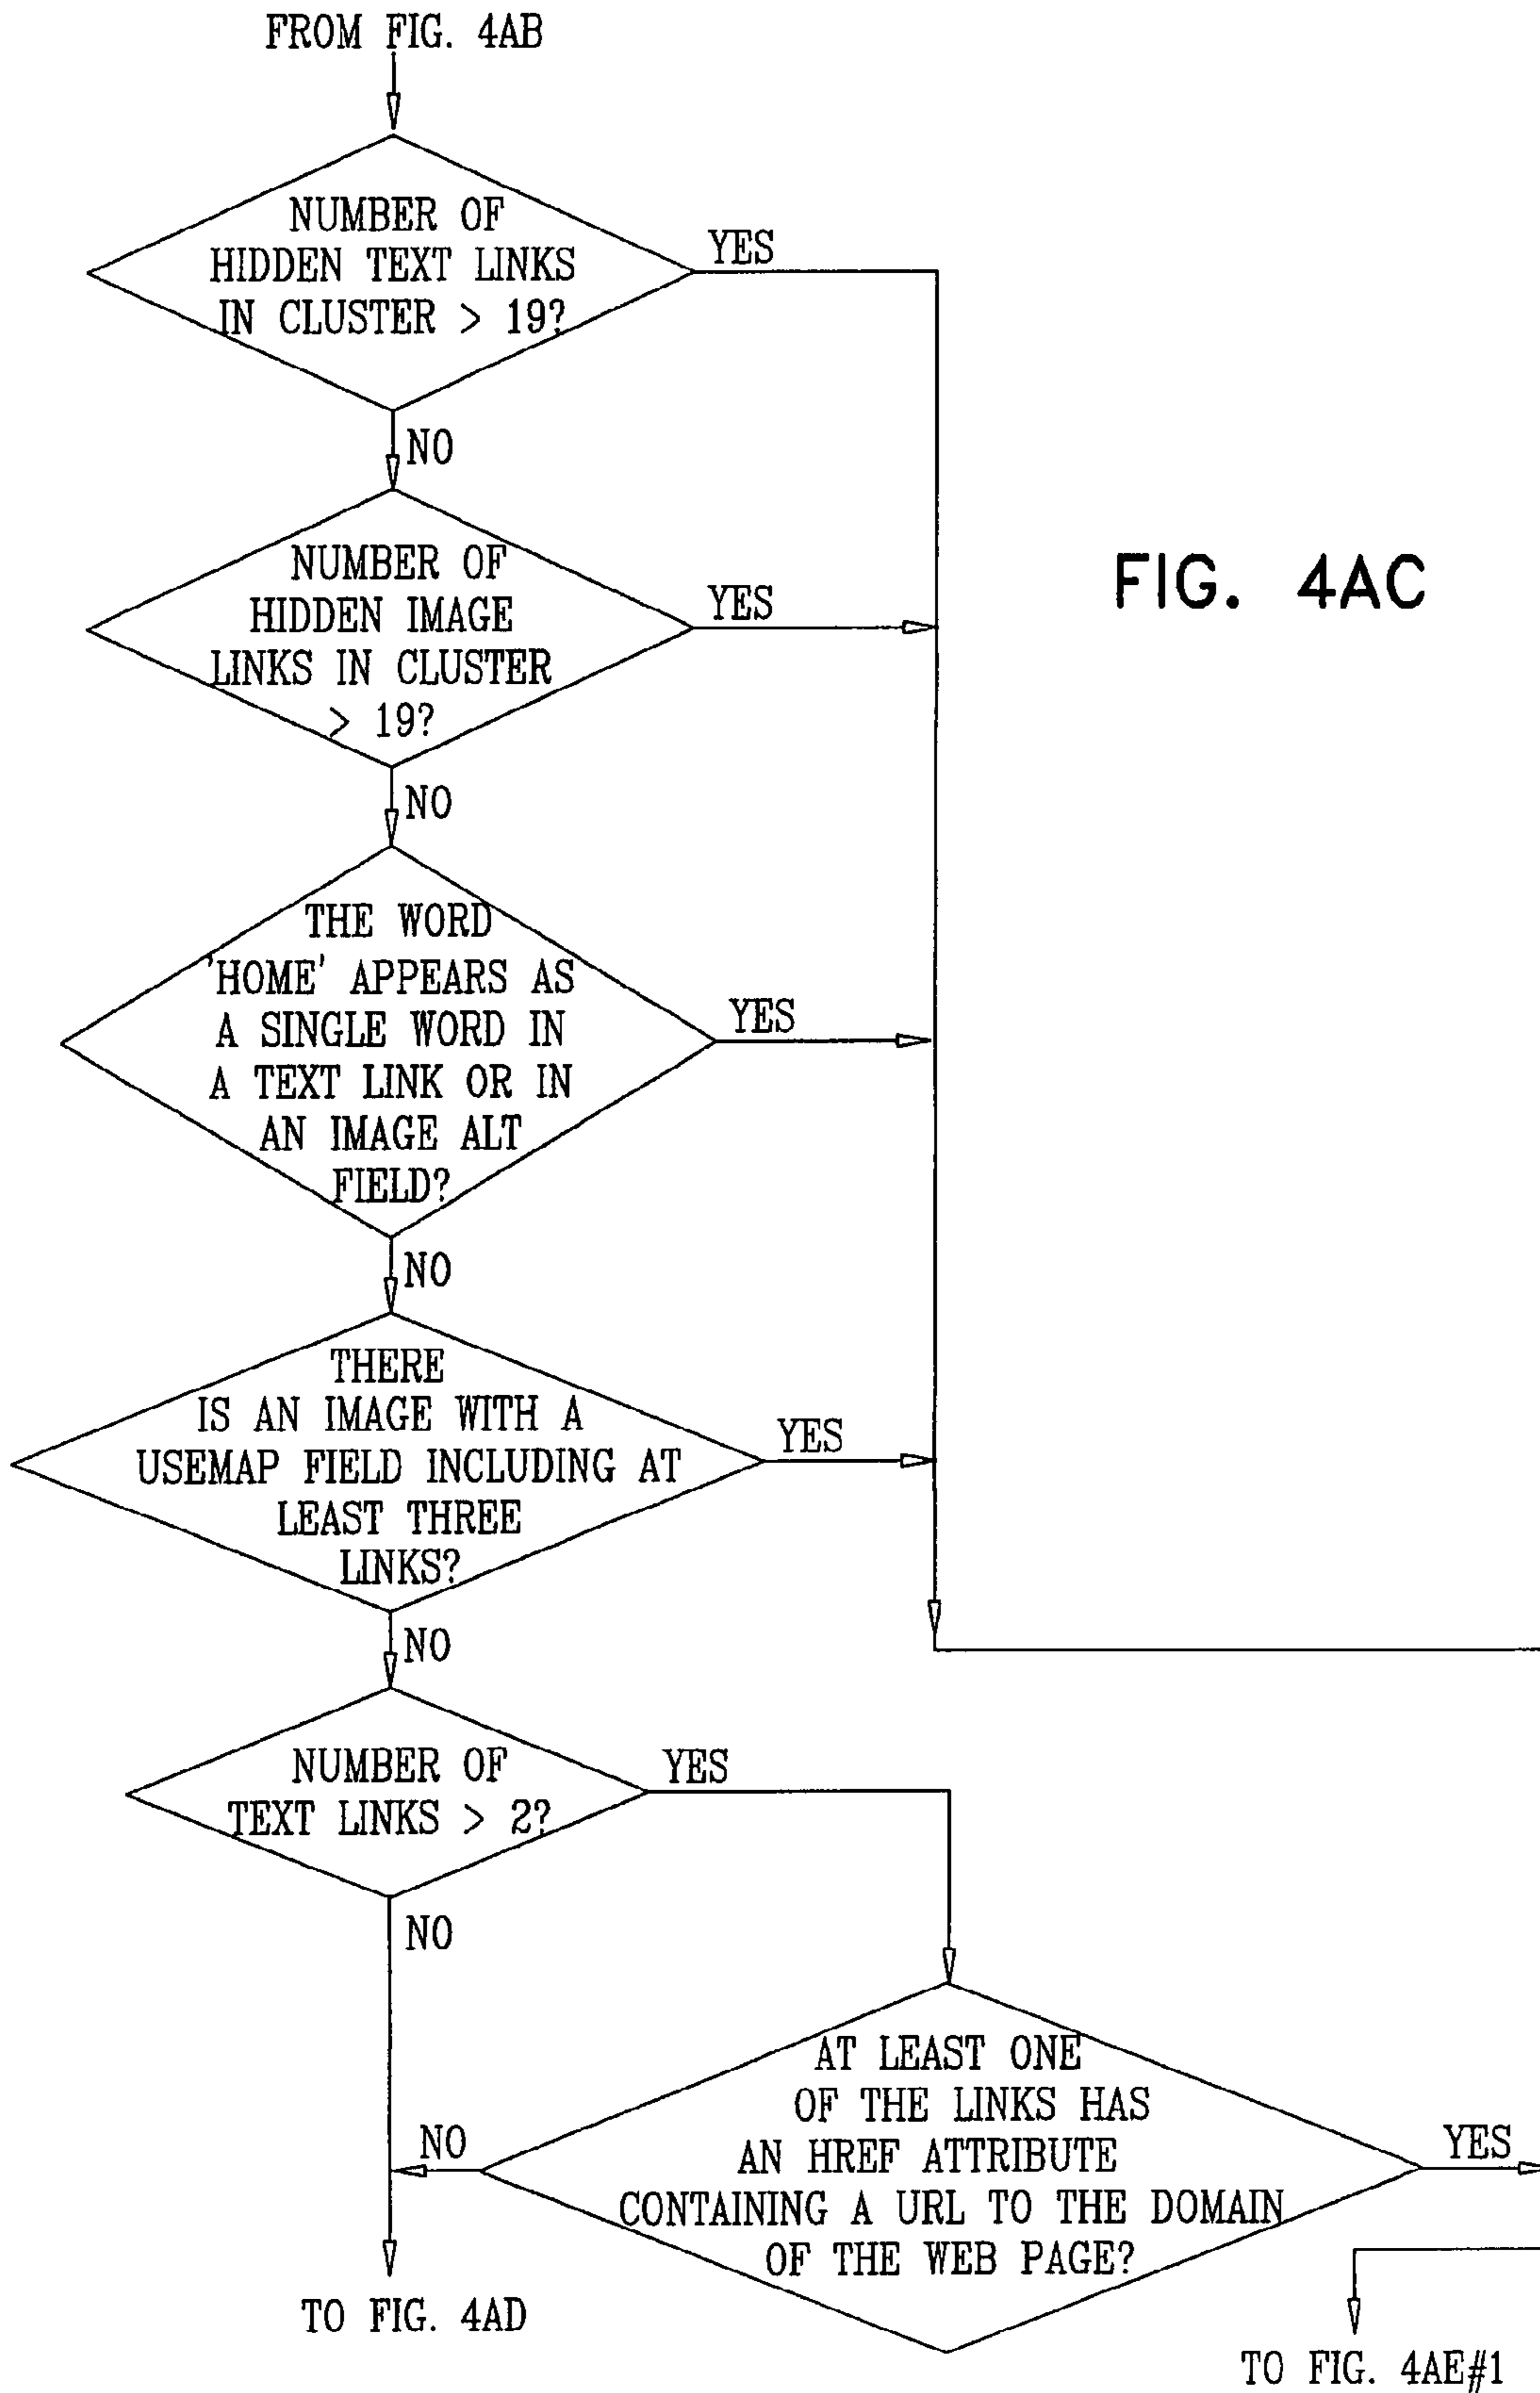 FROM FIG. 4AB
NUMBER OF
HIDDEN TEXT LINKS
IN CLUSTER > 19?
YES
NO
NUMBER OF
HIDDEN IMAGE
LINKS IN CLUSTER
> 19?
YES
FIG. 4AC
NO
THE WORD
'HOME' APPEARS AS
A SINGLE WORD IN
A TEXT LINK OR IN
AN IMAGE ALT
FIELD?
YES
NO
THERE
IS AN IMAGE WITH A
USEMAP FIELD INCLUDING AT
LEAST THREE
LINKS?
YES
NO
NUMBER OF
TEXT LINKS > 2?
YES
NO
AT LEAST ONE
OF THE LINKS HAS
AN HREF ATTRIBUTE
CONTAINING A URL TO THE DOMAIN
OF THE WEB PAGE?
NO
YES
TO FIG. 4AD
TO FIG. 4AE#1